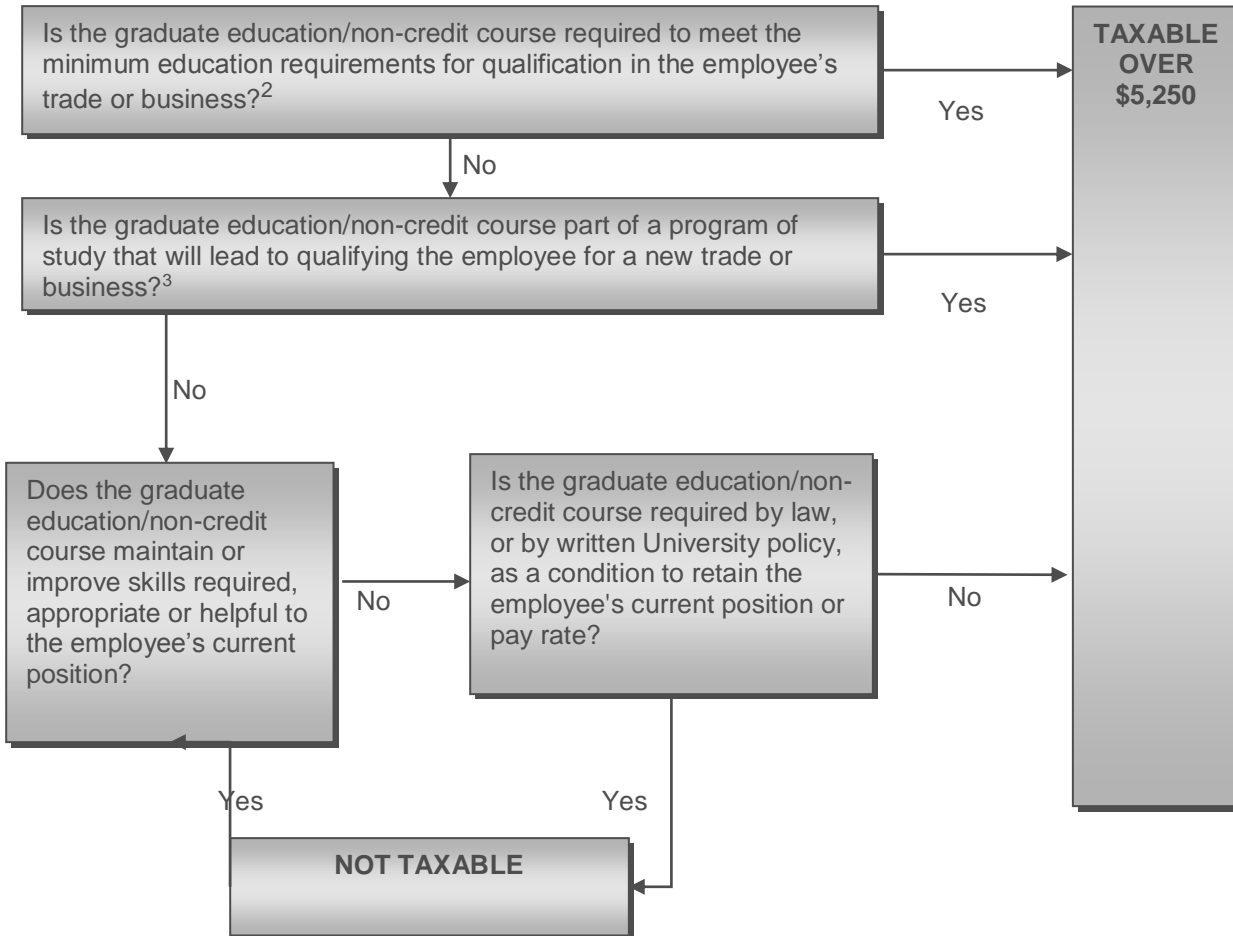 Is the graduate education/non-credit course required to meet the
minimum education requirements for qualification in the employee's
trade or business?2
Yes
TAXABLE
OVER
$5,250
No
Is the graduate education/non-credit course part of a program of
study that will lead to qualifying the employee for a new trade or
business?3
Yes
No
Does the graduate
education/non-credit
course maintain or
improve skills required,
appropriate or helpful to
the employee's current
position?
No
Is the graduate education/non-
credit course required by law,
or by written University policy,
as a condition to retain the
employee's current position or
pay rate?
No
Yes
Yes
NOT TAXABLE